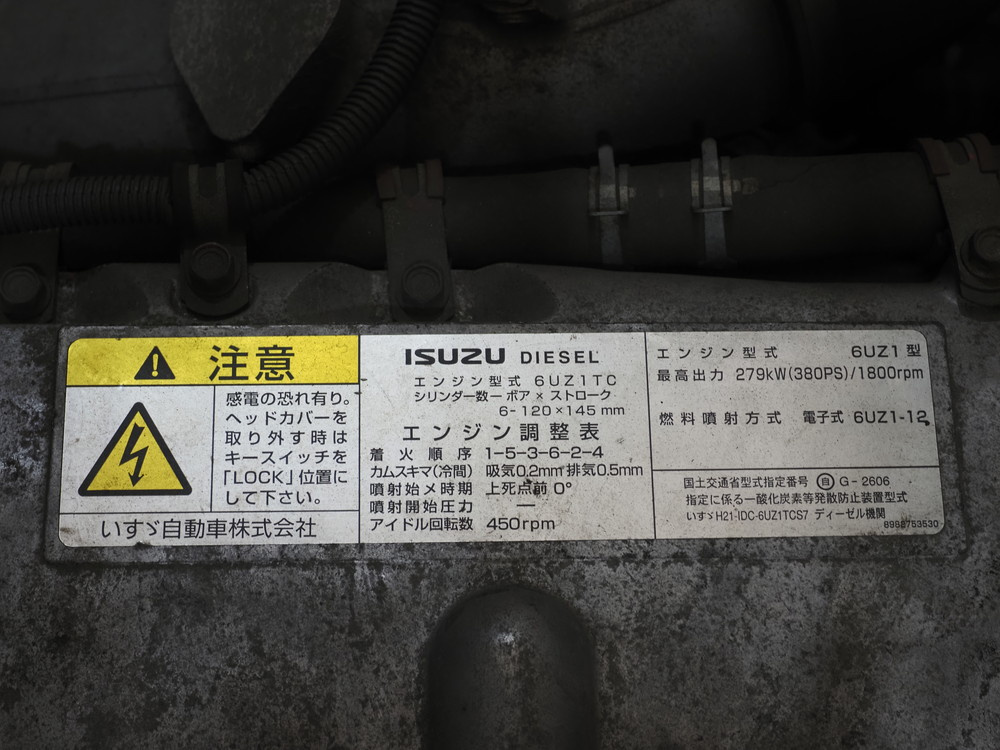 注意
感電の恐れ有り。
ヘッドカバーを
取り外す時は
キースイッチを
「LOCK」位置に
して下さい。
いすゞ自動車株式会社
ISUZU DIESEL
エンジン型式 6UZ1TC
シリンダー数ー ボア × ストローク
6-120×145 mm
エンジン調整表
着火順序 1-5-3-6-2-4
カムスキマ(冷間) 吸気0.2mm 排気0.5mm
噴射始メ時期 上死点前 0°
噴射開始圧力 ―
アイドル回転数 450rpm
エンジン型式 6UZ1型
最高出力 279kW(380PS)/1800rpm
燃料噴射方式 電子式 6UZ1-12
国土交通省型式指定番号 自 G-2606
指定に係る一酸化炭素等発散防止装置型式
いすゞH21-IDC-6UZ1TCS7 ディーゼル機関
8983753530